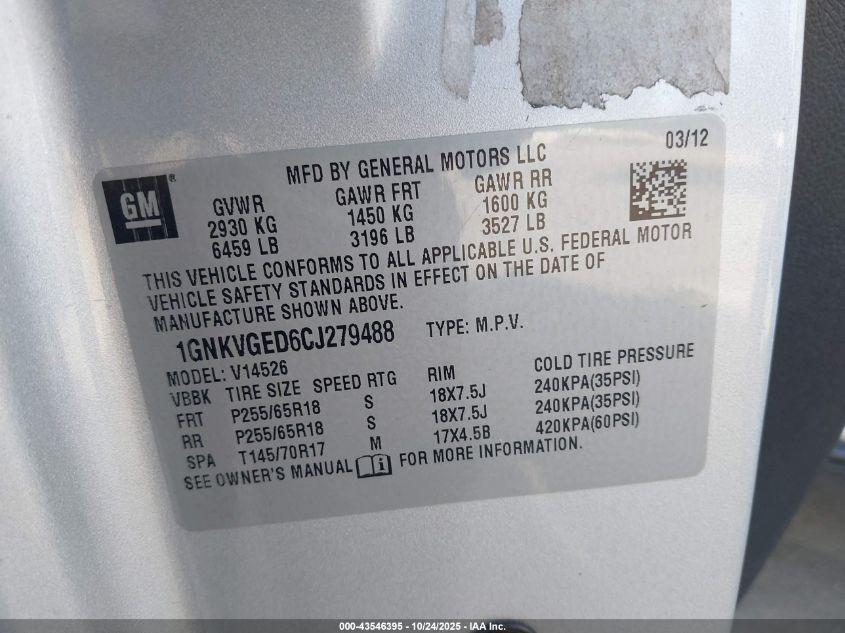 03/12
MFD BY GENERAL MOTORS LLC
GM®
GVWR GAWR FRT GAWR RR
2930 KG 1450 KG 1600 KG
6459 LB 3196 LB 3527 LB
THIS VEHICLE CONFORMS TO ALL APPLICABLE U.S. FEDERAL MOTOR
VEHICLE SAFETY STANDARDS IN EFFECT ON THE DATE OF
MANUFACTURE SHOWN ABOVE.
1GNKVGED6CJ279488 TYPE: M.P.V.
MODEL: V14526
VBBK TIRE SIZE SPEED RTG RIM COLD TIRE PRESSURE
FRT P255/65R18 S 18X7.5J 240KPA(35PSI)
RR P255/65R18 S 18X7.5J 240KPA(35PSI)
SPA T145/70R17 M 17X4.5B 420KPA(60PSI)
SEE OWNER'S MANUAL i FOR MORE INFORMATION.
000-43546395 - 10/24/2025 - IAA Inc.